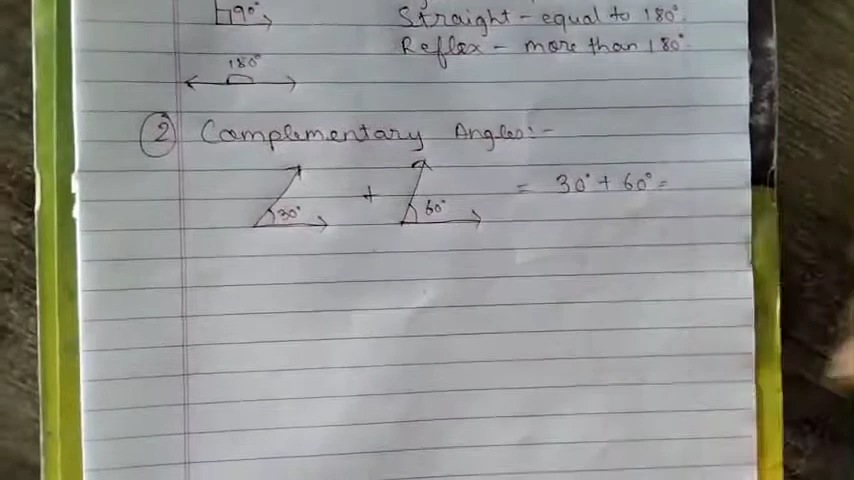 90° Straight - equal to 180°.
Reflex - more than 180°
180°
2 Complementary Angles:-
30° + 60° = 30° + 60° =